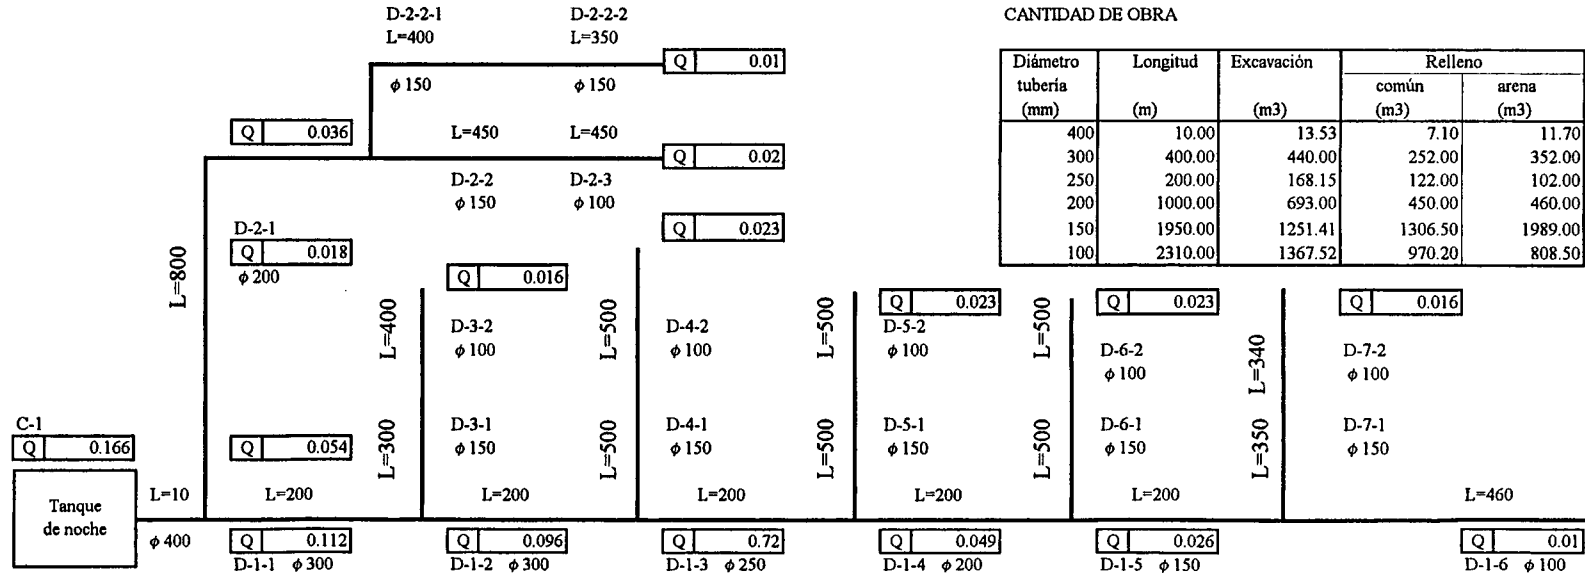 D-2-2-1 D-2-2-2 CANTIDAD DE OBRA
L=400 L=350
Q 0.01
Diámetro Longitud Excavación Relleno
tubería común arena
(mm) (m) (m3) (m3) (m3)
400 10.00 13.53 7.10 11.70
300 400.00 440.00 252.00 352.00
250 200.00 168.15 122.00 102.00
200 1000.00 693.00 450.00 460.00
150 1950.00 1251.41 1306.50 1989.00
100 2310.00 1367.52 970.20 808.50
ϕ 150 ϕ 150
Q 0.036 L=450 L=450
Q 0.02
D-2-2 D-2-3
ϕ 150 ϕ 100
D-2-1 Q 0.023
Q 0.018
ϕ 200
L=800
Q 0.016 Q 0.023 Q 0.023 Q 0.016
L=400 L=500 L=500 L=500 L=340
D-3-2 D-4-2 D-5-2 D-6-2 D-7-2
ϕ 100 ϕ 100 ϕ 100 ϕ 100 ϕ 100
C-1
Q 0.166 Q 0.054
L=300 L=500 L=500 L=500 L=350
D-3-1 D-4-1 D-5-1 D-6-1 D-7-1
ϕ 150 ϕ 150 ϕ 150 ϕ 150 ϕ 150
Tanque
de noche
L=10 L=200 L=200 L=200 L=200 L=200 L=460
ϕ 400 Q 0.112 Q 0.096 Q 0.72 Q 0.049 Q 0.026 Q 0.01
D-1-1 ϕ 300 D-1-2 ϕ 300 D-1-3 ϕ 250 D-1-4 ϕ 200 D-1-5 ϕ 150 D-1-6 ϕ 100